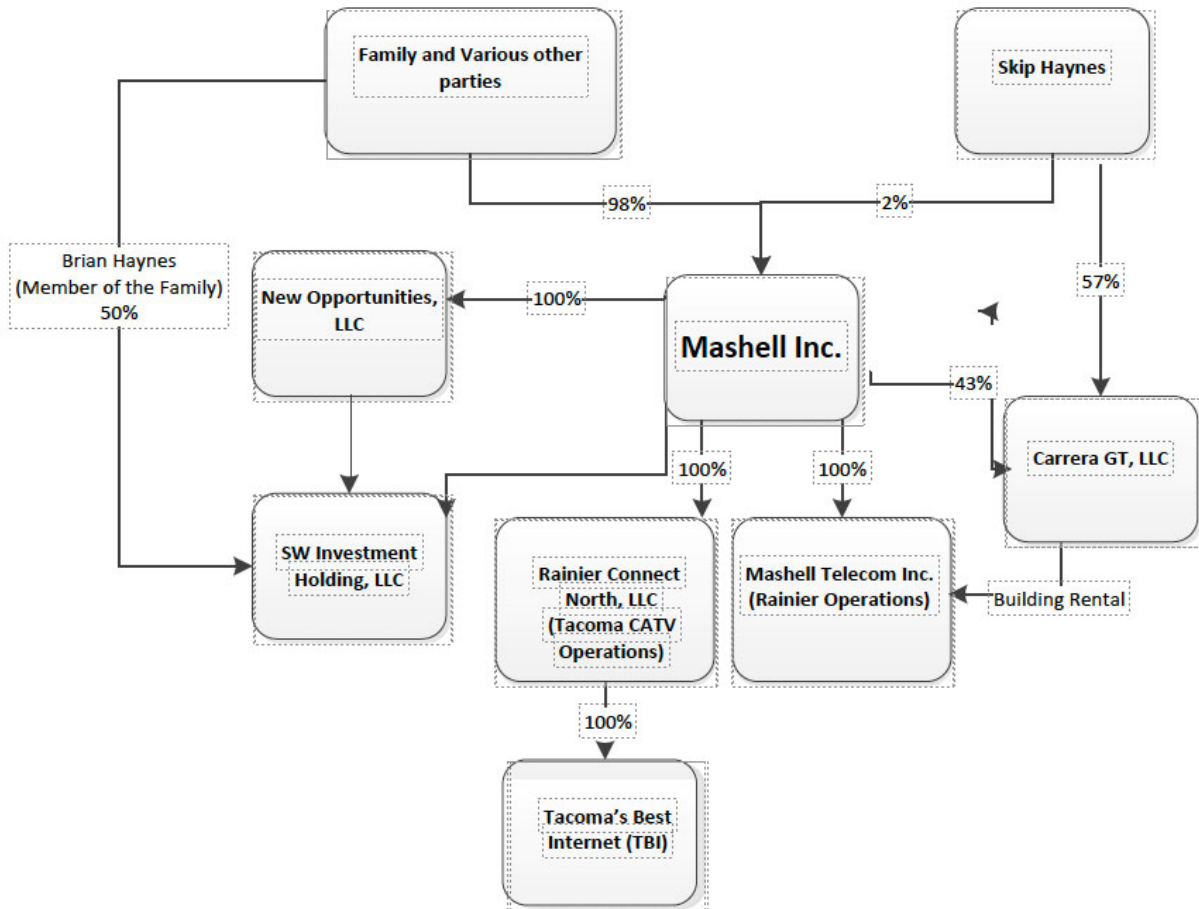 Family and Various other
parties
Skip Haynes
98%
2%
Brian Haynes
(Member of the Family)
50%
New Opportunities,
LLC
100%
57%
Mashell Inc.
43%
Carrera GT, LLC
100%
100%
SW Investment
Holding, LLC
Rainier Connect
North, LLC
(Tacoma CATV
Operations)
Mashell Telecom Inc.
(Rainier Operations)
Building Rental
100%
Tacoma’s Best
Internet (TBI)